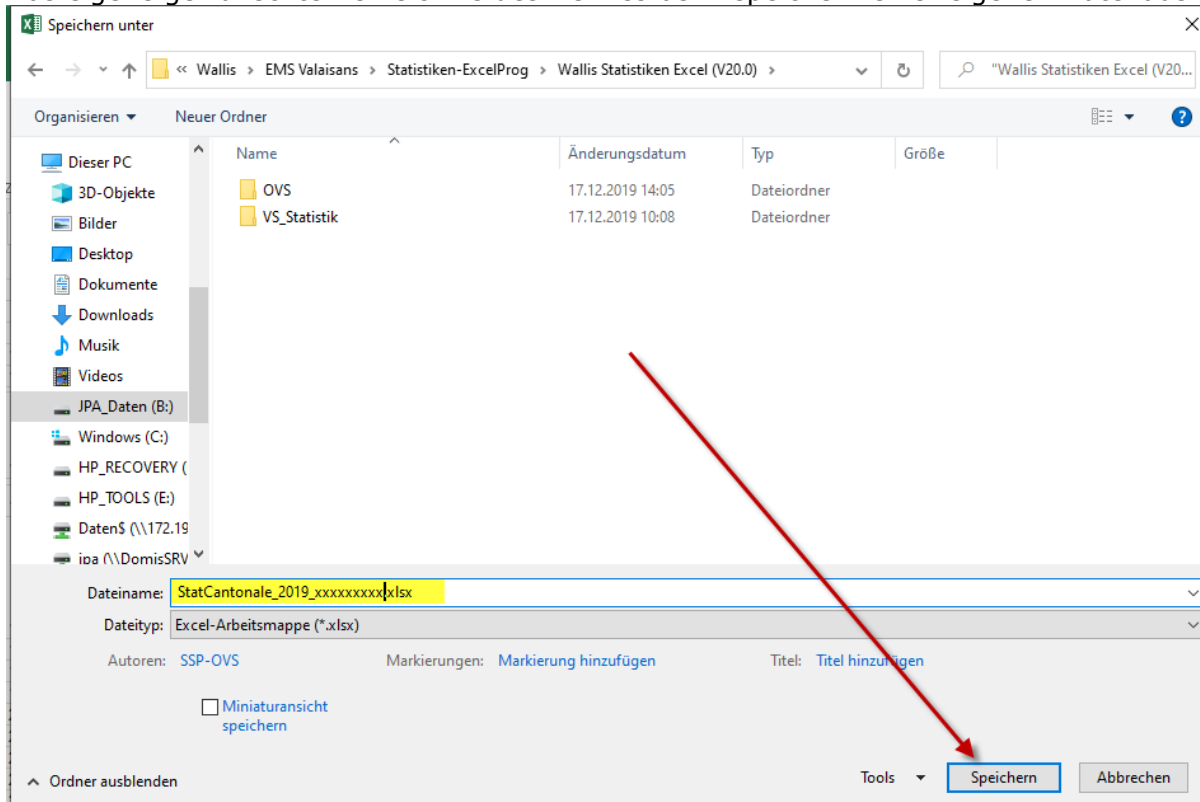 Speichern unter
« Wallis > EMS Valaisans > Statistiken-ExcelProg > Wallis Statistiken Excel (V20.0) >
"Wallis Statistiken Excel (V20...
Organisieren Neuer Ordner
Name Änderungsdatum Typ Größe
OVS 17.12.2019 14:05 Dateiordner
VS_Statistik 17.12.2019 10:08 Dateiordner
Dieser PC
3D-Objekte
Bilder
Desktop
Dokumente
Downloads
Musik
Videos
JPA_Daten (B:)
Windows (C:)
HP_RECOVERY (
HP_TOOLS (E:)
Daten$ (\\172.19
jpa (\\DomisSRV
Dateiname: StatCantonale_2019_xxxxxxxxx.xlsx
Dateityp: Excel-Arbeitsmappe (*.xlsx)
Autoren: SSP-OVS Markierungen: Markierung hinzufügen Titel: Titel hinzufügen
Miniaturansicht
speichern
Ordner ausblenden
Tools Speichern Abbrechen